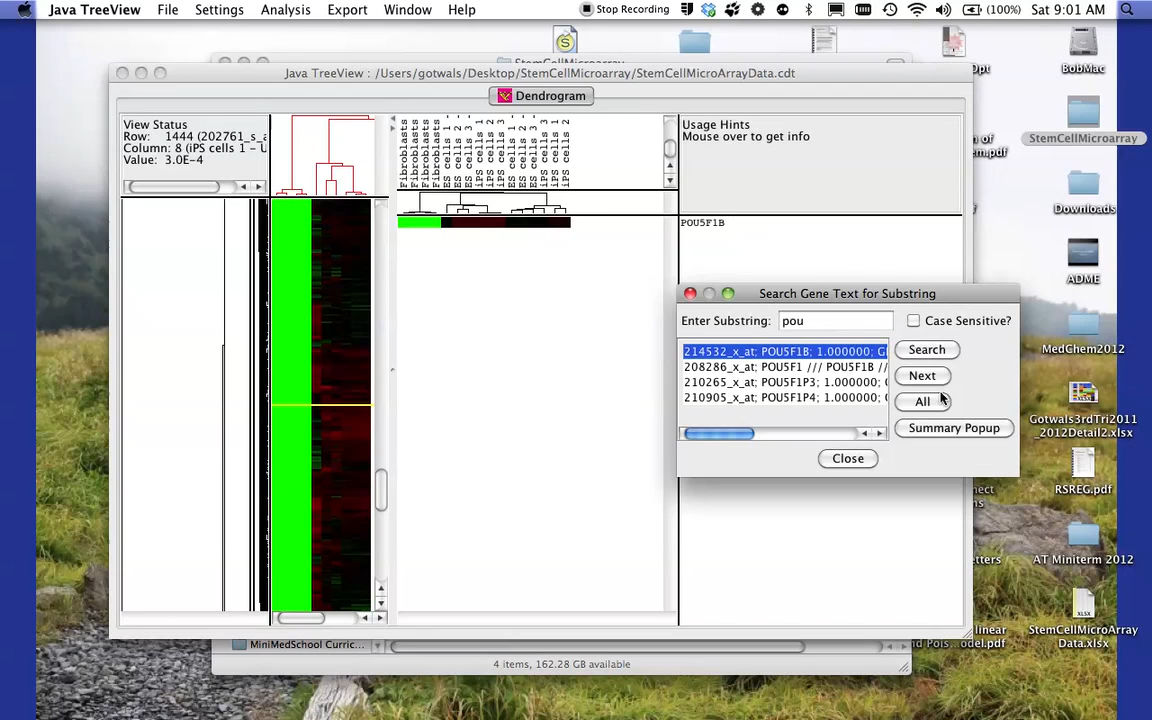 Java TreeView File Settings Analysis Export Window Help Stop Recording (100%) Sat 9:01 AM
Java TreeView : /Users/gotwals/Desktop/StemCellMicroarray/StemCellMicroArrayData.cdt
Dendrogram
View Status
Row: 1444 (202761_s_a
Column: 8 (iPS cells 1 - U
Value: 3.0E-4
Fibroblasts
Fibroblasts
Fibroblasts
Fibroblasts
ES cells 1 -
ES cells 2 -
ES cells 3 -
iPS cells 1
iPS cells 2
iPS cells 3
ES cells 1 -
ES cells 2 -
ES cells 3 -
iPS cells 3
iPS cells 1
iPS cells 2
Usage Hints
Mouse over to get info
POU5F1B
Search Gene Text for Substring
Enter Substring: pou Case Sensitive?
214532_x_at; POU5F1B; 1.000000; G
208286_x_at; POU5F1 /// POU5F1B //
210265_x_at; POU5F1P3; 1.000000;
210905_x_at; POU5F1P4; 1.000000;
Search
Next
All
Summary Popup
Close
MiniMedSchool Curric...
4 items, 162.28 GB available
BobMac
StemCellMicroarray
Downloads
ADME
MedGhem2012
Gotwals3rdTri2011
_2012Detail2.xlsx
RSREG.pdf
AT Miniterm 2012
StemCellMicroArray
Data.xlsx